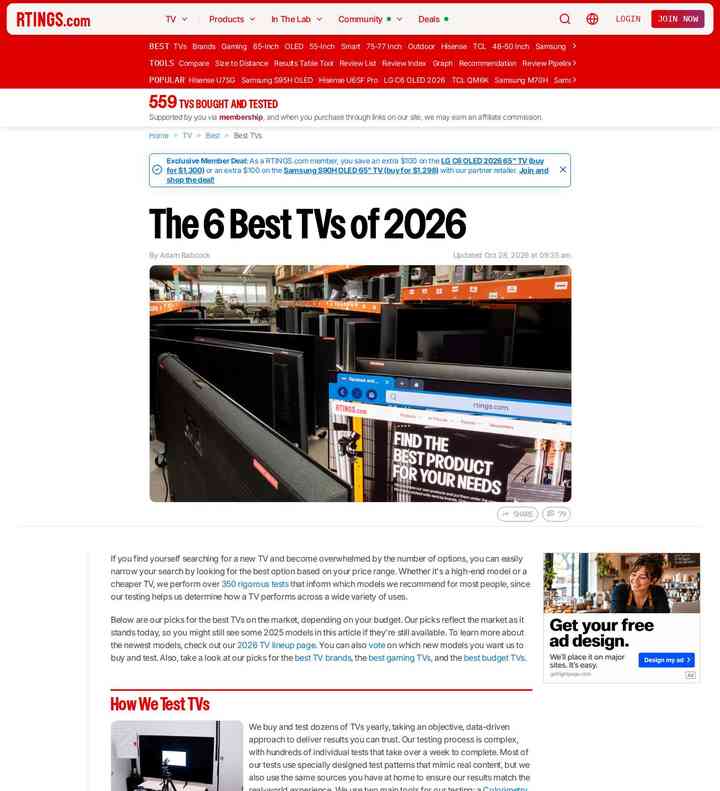 RTINGS.com
TV Products In The Lab Community Deals LOGIN JOIN NOW
BEST TVs Brands Gaming 65-Inch OLED 55-Inch Smart 75-77 Inch Outdoor Hisense TCL 48-50 Inch Samsung
TOOLS Compare Size to Distance Results Table Tool Review List Review Index Graph Recommendation Review Pipeline
POPULAR Hisense U75G Samsung S95H OLED Hisense U65F Pro LG C6 OLED 2026 TCL QM6K Samsung M70H Sams
559 TVS BOUGHT AND TESTED
Supported by you via membership, and when you purchase through links on our site, we may earn an affiliate commission.
Home > TV > Best > Best TVs
Exclusive Member Deal: As a RTINGS.com member, you save an extra $100 on the LG C6 OLED 2026 65" TV (buy
for $1,300) or an extra $100 on the Samsung S90H OLED 65" TV (buy for $1,298) with our partner retailer. Join and
shop the deal!
The 6 Best TVs of 2026
By Adam Babcock Updated Oct 28, 2026 at 09:35 am
rtings.com
RTINGS.com
FIND THE
BEST PRODUCT
FOR YOUR NEEDS
SHARE 79
If you find yourself searching for a new TV and become overwhelmed by the number of options, you can easily
narrow your search by looking for the best option based on your price range. Whether it's a high-end model or a
cheaper TV, we perform over 350 rigorous tests that inform which models we recommend for most people, since
our testing helps us determine how a TV performs across a wide variety of uses.
Below are our picks for the best TVs on the market, depending on your budget. Our picks reflect the market as it
stands today, so you might still see some 2025 models in this article if they're still available. To learn more about
the newest models, check out our 2026 TV lineup page. You can also vote on which new models you want us to
buy and test. Also, take a look at our picks for the best TV brands, the best gaming TVs, and the best budget TVs.
Get your free
ad design.
We'll place it on major
sites. It's easy.
Design my ad >
Ad
How We Test TVs
We buy and test dozens of TVs yearly, taking an objective, data-driven
approach to deliver results you can trust. Our testing process is complex,
with hundreds of individual tests that take over a week to complete. Most of
our tests use specially designed test patterns that mimic real content, but we
also use the same sources you have at home to ensure our results match the
real-world experience. We use two main tools for our testing: a Colorimetry